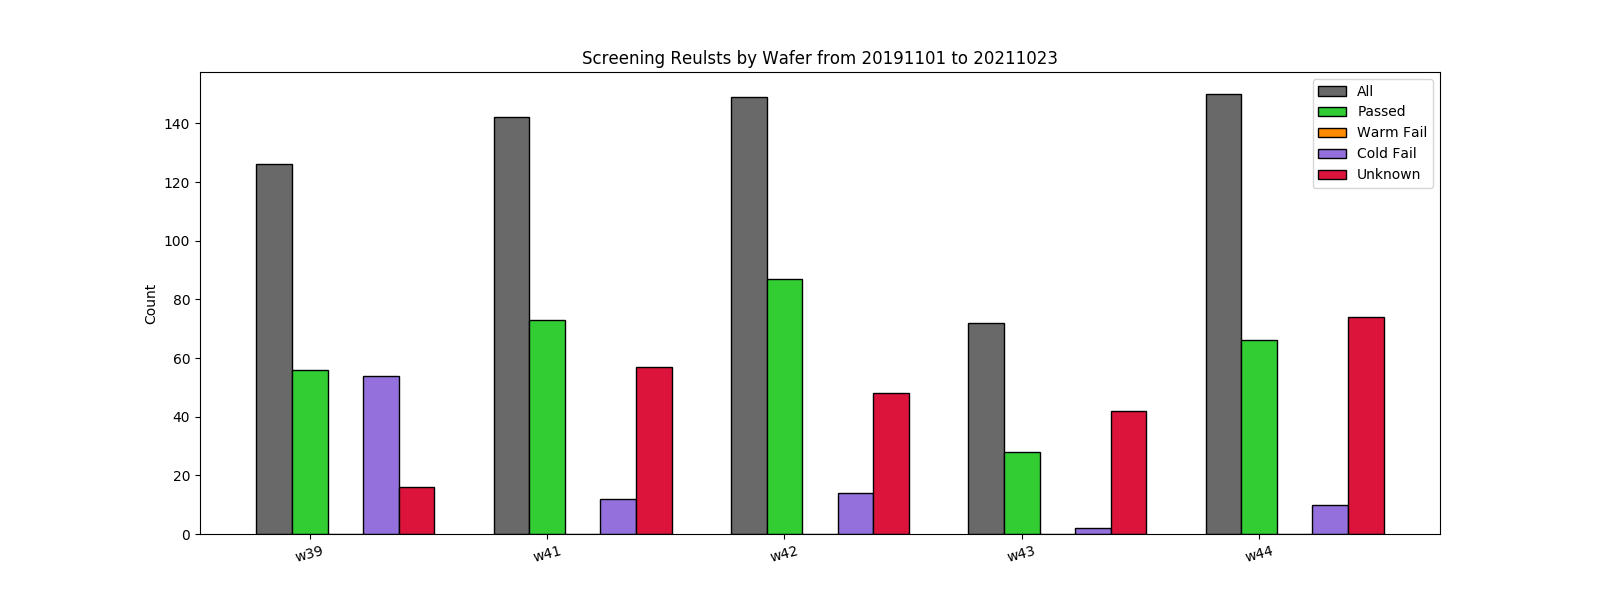 Screening Reulsts by Wafer from 20191101 to 20211023
All
Passed
Warm Fail
Cold Fail
Unknown
Count
140
120
100
80
60
40
20
0
w39
w41
w42
w43
w44